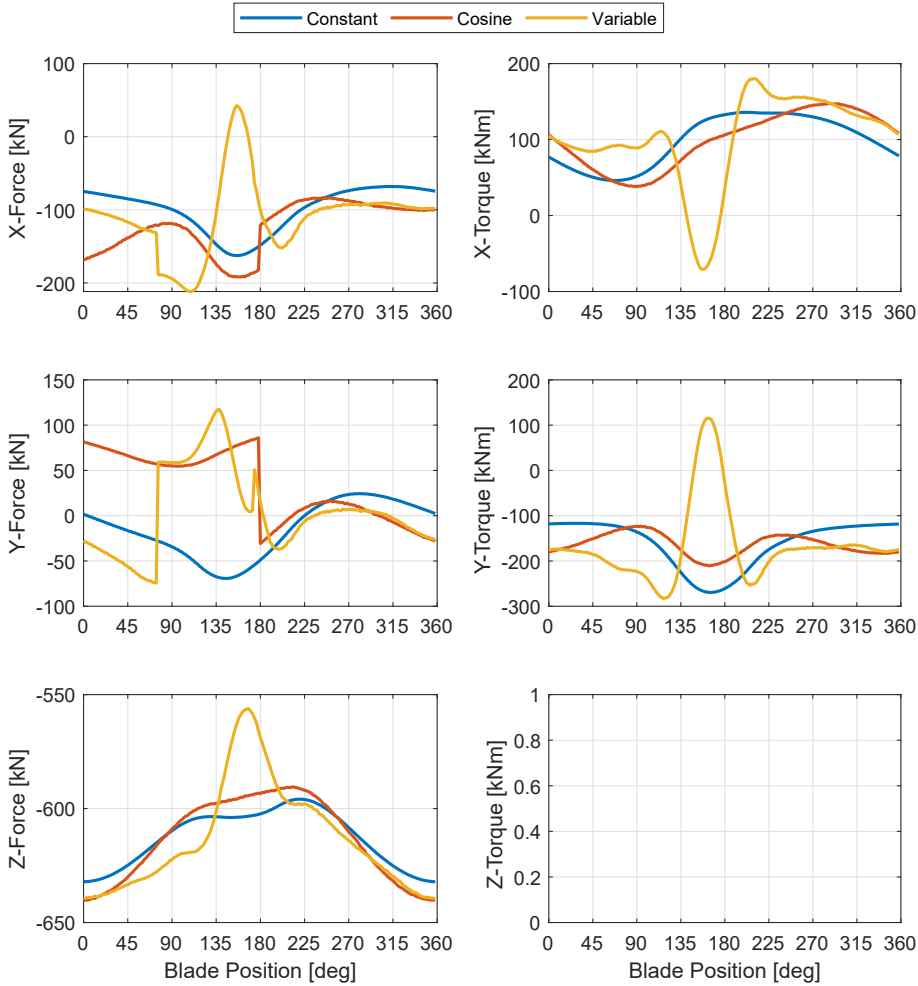 Constant Cosine Variable
X-Force [kN]
100
0
-100
-200
0 45 90 135 180 225 270 315 360
X-Torque [kNm]
200
100
0
-100
0 45 90 135 180 225 270 315 360
Y-Force [kN]
150
100
50
0
-50
-100
0 45 90 135 180 225 270 315 360
Y-Torque [kNm]
200
100
0
-100
-200
-300
0 45 90 135 180 225 270 315 360
Z-Force [kN]
-550
-600
-650
0 45 90 135 180 225 270 315 360
Blade Position [deg]
Z-Torque [kNm]
1
0.8
0.6
0.4
0.2
0
0 45 90 135 180 225 270 315 360
Blade Position [deg]